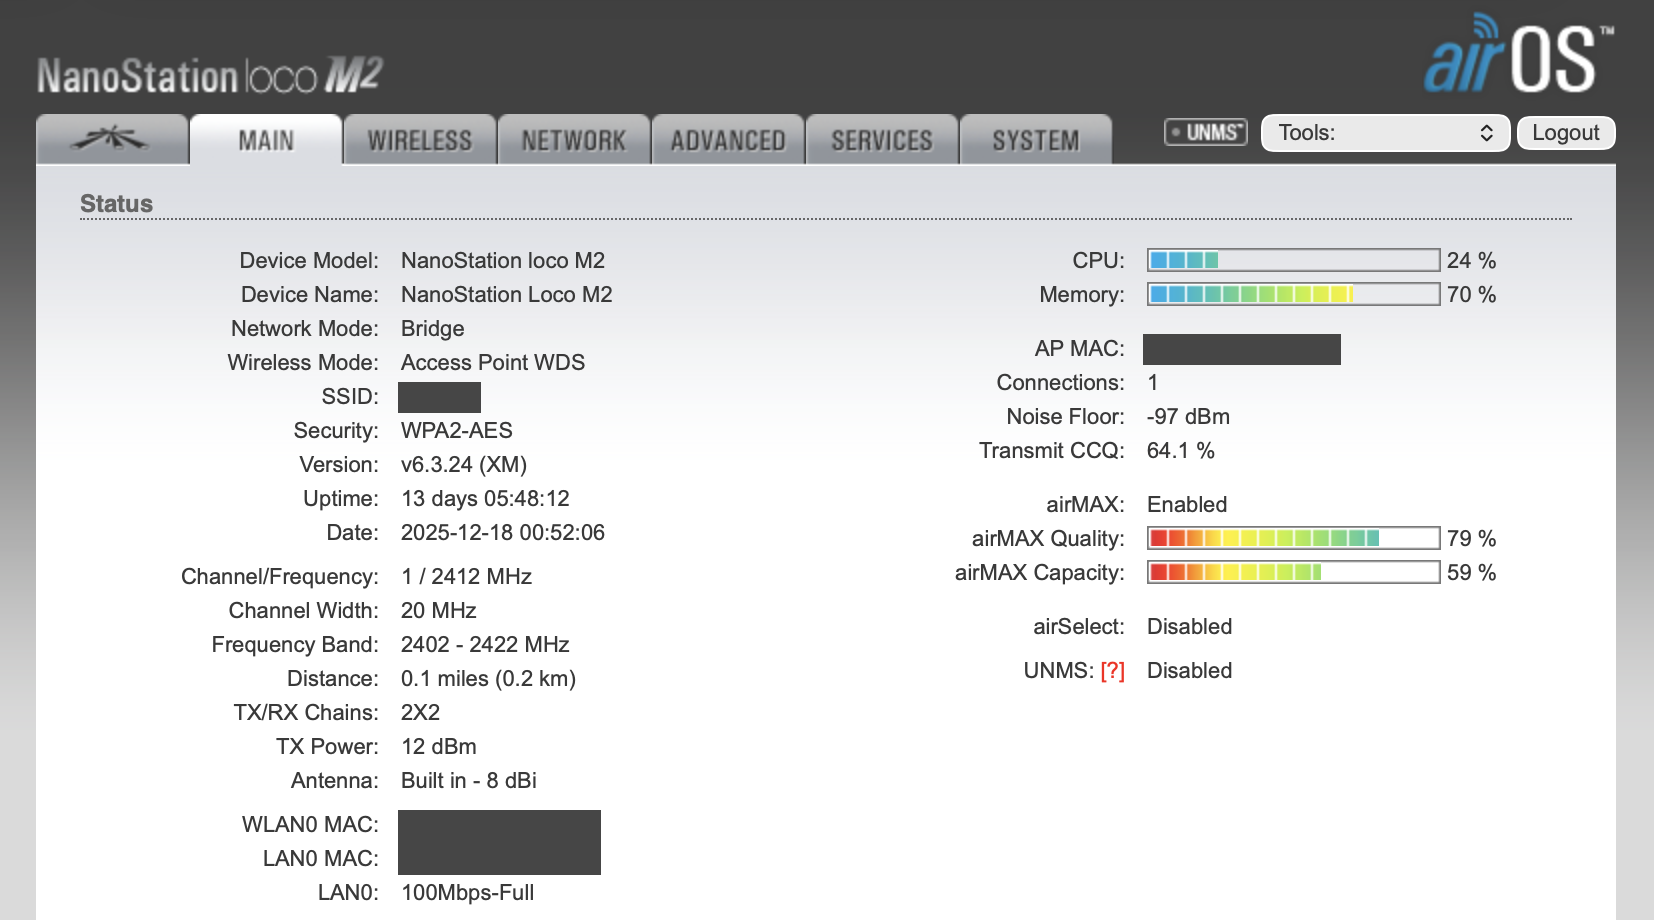 NanoStation loco M2
airOS™
MAIN
WIRELESS
NETWORK
ADVANCED
SERVICES
SYSTEM
UNMS™
Tools:
Logout
Status
Device Model: NanoStation loco M2
Device Name: NanoStation Loco M2
Network Mode: Bridge
Wireless Mode: Access Point WDS
SSID:
Security: WPA2-AES
Version: v6.3.24 (XM)
Uptime: 13 days 05:48:12
Date: 2025-12-18 00:52:06
Channel/Frequency: 1 / 2412 MHz
Channel Width: 20 MHz
Frequency Band: 2402 - 2422 MHz
Distance: 0.1 miles (0.2 km)
TX/RX Chains: 2X2
TX Power: 12 dBm
Antenna: Built in - 8 dBi
WLAN0 MAC:
LAN0 MAC:
LAN0: 100Mbps-Full
CPU: 24 %
Memory: 70 %
AP MAC:
Connections: 1
Noise Floor: -97 dBm
Transmit CCQ: 64.1 %
airMAX: Enabled
airMAX Quality: 79 %
airMAX Capacity: 59 %
airSelect: Disabled
UNMS: [?] Disabled